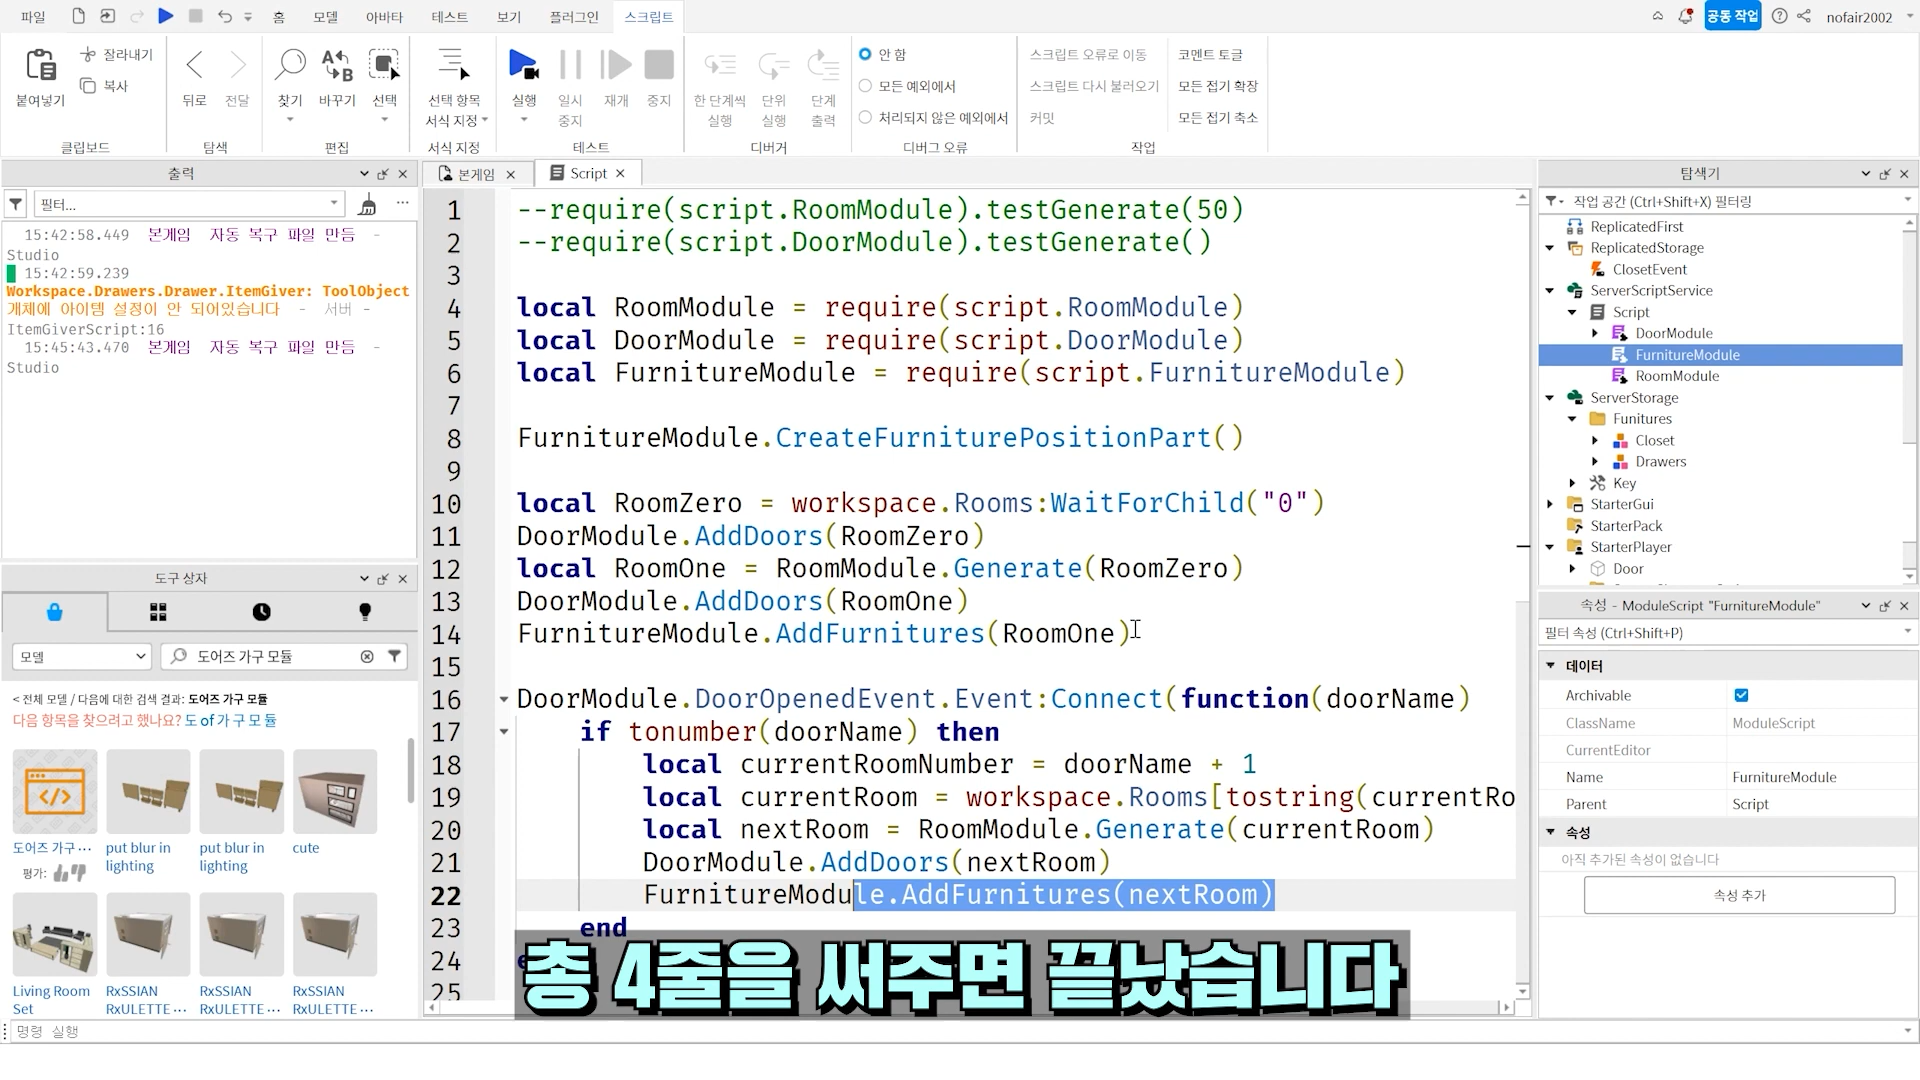 파일
홈
모델
아바타
테스트
보기
플러그인
스크립트
공동 작업
nofair2002
붙여넣기
잘라내기
복사
클립보드
뒤로
전달
탐색
찾기
바꾸기
선택
편집
선택 항목
서식 지정
서식 지정
실행
일시
중지
재개
중지
테스트
한 단계씩
실행
단위
실행
단계
출력
디버거
안 함
모든 예외에서
처리되지 않은 예외에서
디버그 오류
스크립트 오류로 이동
스크립트 다시 불러오기
커밋
코멘트 토글
모든 접기 확장
모든 접기 축소
작업
출력
필터...
15:42:58.449 본게임 자동 복구 파일 만듬 -
Studio
15:42:59.239
Workspace.Drawers.Drawer.ItemGiver: ToolObject
개체에 아이템 설정이 안 되어있습니다 - 서버 -
ItemGiverScript:16
15:45:43.470 본게임 자동 복구 파일 만듬 -
Studio
도구 상자
모델
도어즈 가구 모듈
< 전체 모델 / 다음에 대한 검색 결과: 도어즈 가구 모듈
다음 항목을 찾으려고 했나요? 도 of 가 구 모 듈
도어즈 가구···
평가:
put blur in
lighting
put blur in
lighting
cute
Living Room
Set
RxSSIAN
RxULETTE ···
RxSSIAN
RxULETTE ···
RxSSIAN
RxULETTE ···
명령 실행
본게임
Script
1 --require(script.RoomModule).testGenerate(50)
2 --require(script.DoorModule).testGenerate()
3
4 local RoomModule = require(script.RoomModule)
5 local DoorModule = require(script.DoorModule)
6 local FurnitureModule = require(script.FurnitureModule)
7
8 FurnitureModule.CreateFurniturePositionPart()
9
10 local RoomZero = workspace.Rooms:WaitForChild("0")
11 DoorModule.AddDoors(RoomZero)
12 local RoomOne = RoomModule.Generate(RoomZero)
13 DoorModule.AddDoors(RoomOne)
14 FurnitureModule.AddFurnitures(RoomOne)
15
16 DoorModule.DoorOpenedEvent.Event:Connect(function(doorName)
17 if tonumber(doorName) then
18 local currentRoomNumber = doorName + 1
19 local currentRoom = workspace.Rooms[tostring(currentRo
20 local nextRoom = RoomModule.Generate(currentRoom)
21 DoorModule.AddDoors(nextRoom)
22 FurnitureModule.AddFurnitures(nextRoom)
23 end
24
25
총 4줄을 써주면 끝났습니다
탐색기
작업 공간 (Ctrl+Shift+X) 필터링
ReplicatedFirst
ReplicatedStorage
ClosetEvent
ServerScriptService
Script
DoorModule
FurnitureModule
RoomModule
ServerStorage
Funitures
Closet
Drawers
Key
StarterGui
StarterPack
StarterPlayer
Door
속성 - ModuleScript "FurnitureModule"
필터 속성 (Ctrl+Shift+P)
데이터
Archivable
ClassName ModuleScript
CurrentEditor
Name FurnitureModule
Parent Script
속성
아직 추가된 속성이 없습니다
속성 추가